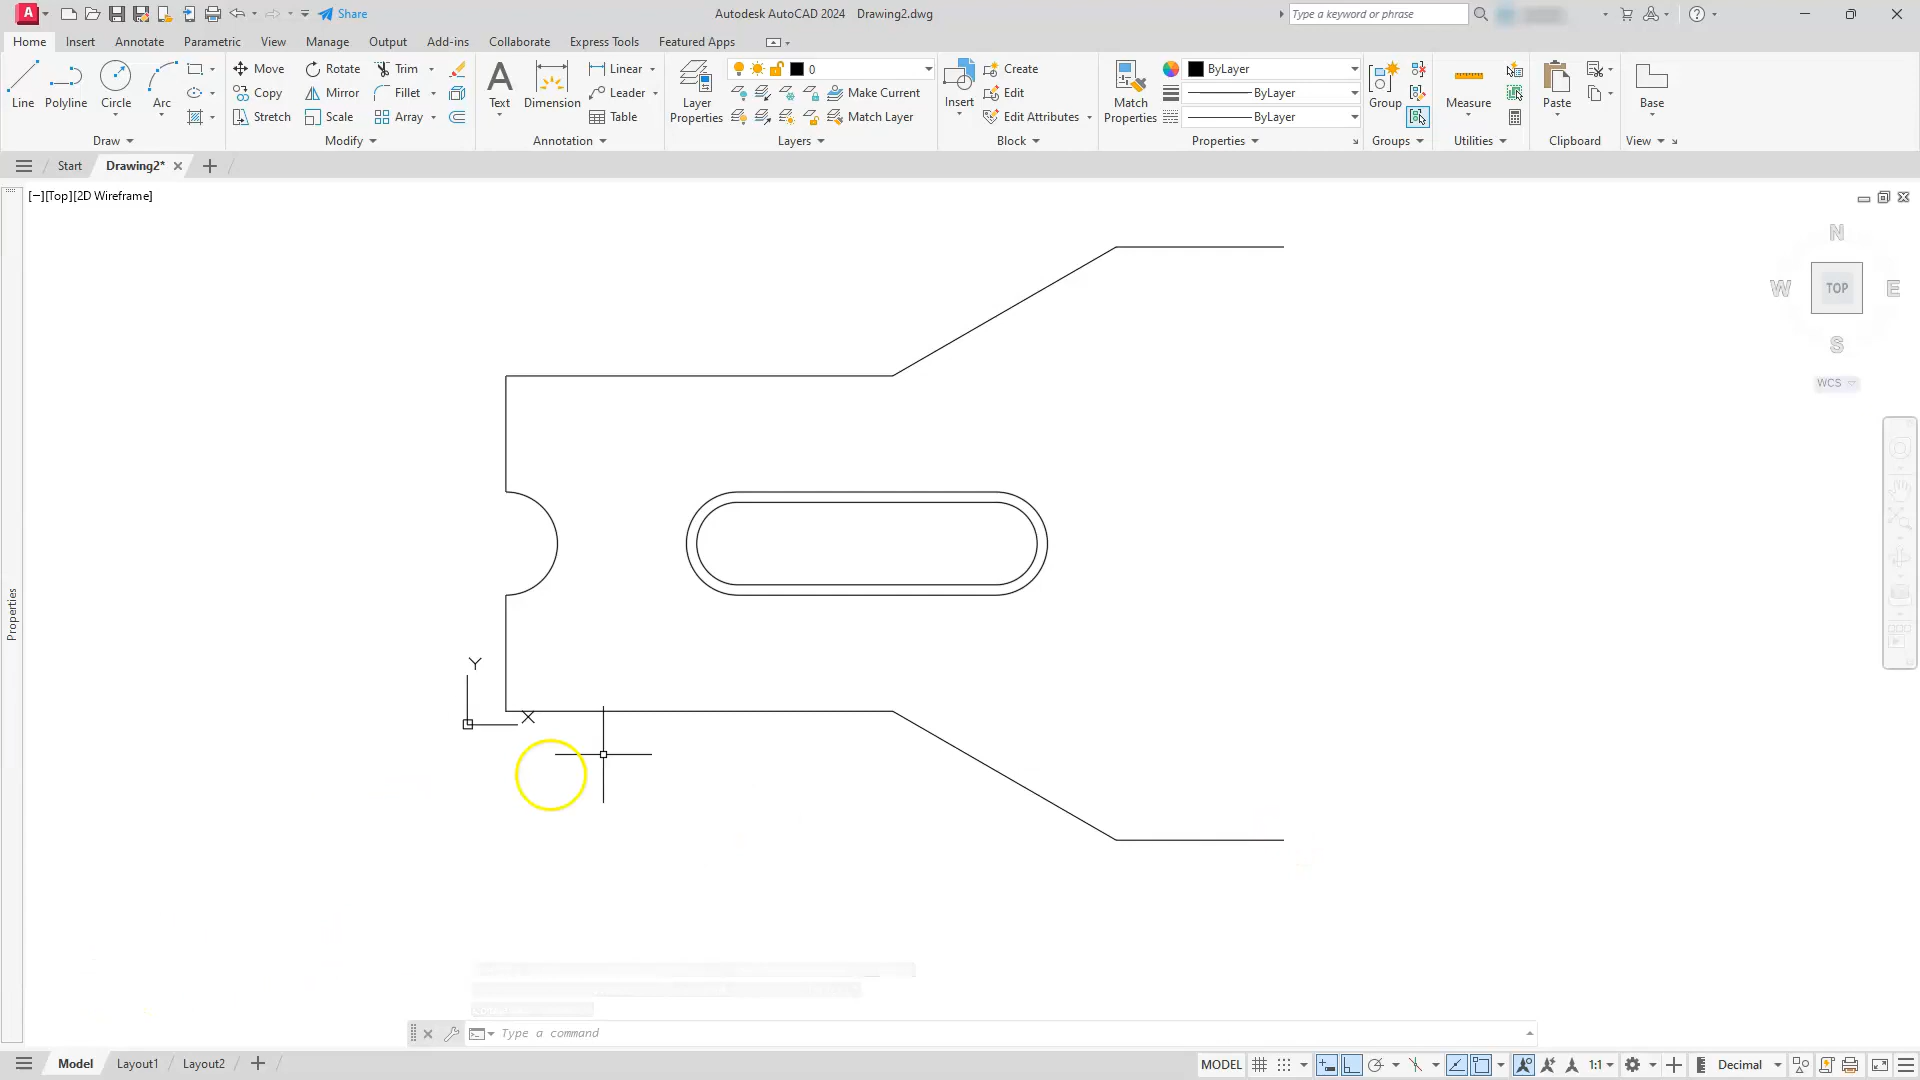 A Share Autodesk AutoCAD 2024 Drawing2.dwg Type a keyword or phrase
Home Insert Annotate Parametric View Manage Output Add-ins Collaborate Express Tools Featured Apps
Line Polyline Circle Arc
Draw
Move Rotate Trim
Copy Mirror Fillet
Stretch Scale Array
Modify
Text Dimension
Linear
Leader
Table
Annotation
Layer Properties
0
Make Current
Match Layer
Layers
Insert
Create
Edit
Edit Attributes
Block
Match Properties
ByLayer
ByLayer
ByLayer
Properties
Group
Groups
Measure
Utilities
Paste
Clipboard
Base
View
Start Drawing2*
[−][Top][2D Wireframe]
N
W TOP E
S
WCS
Properties
Y
X
Type a command
Model Layout1 Layout2
MODEL 1:1 Decimal